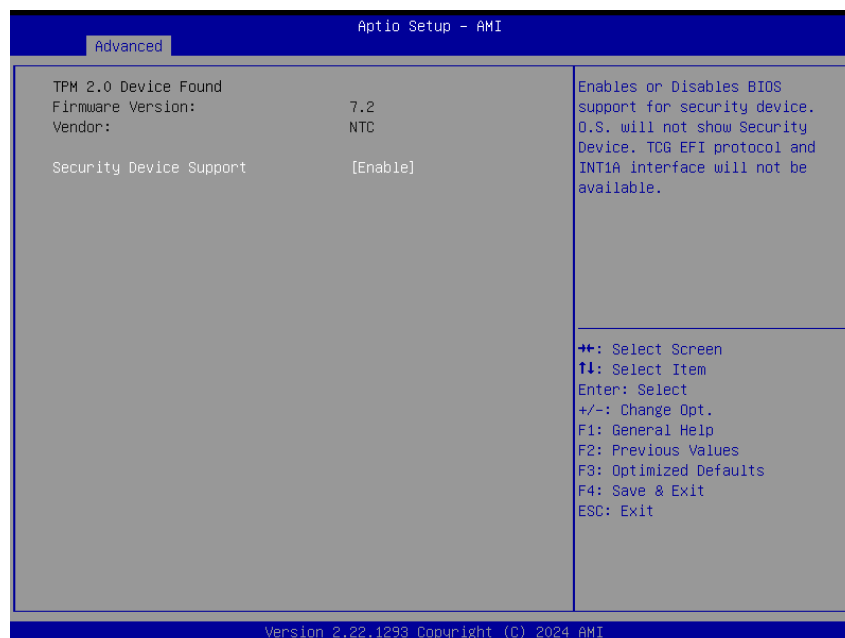 Aptio Setup – AMI
Advanced
TPM 2.0 Device Found
Firmware Version: 7.2
Vendor: NTC
Security Device Support [Enable]
Enables or Disables BIOS
support for security device.
O.S. will not show Security
Device. TCG EFI protocol and
INT1A interface will not be
available.
→←: Select Screen
↑↓: Select Item
Enter: Select
+/-: Change Opt.
F1: General Help
F2: Previous Values
F3: Optimized Defaults
F4: Save & Exit
ESC: Exit
Version 2.22.1293 Copyright (C) 2024 AMI